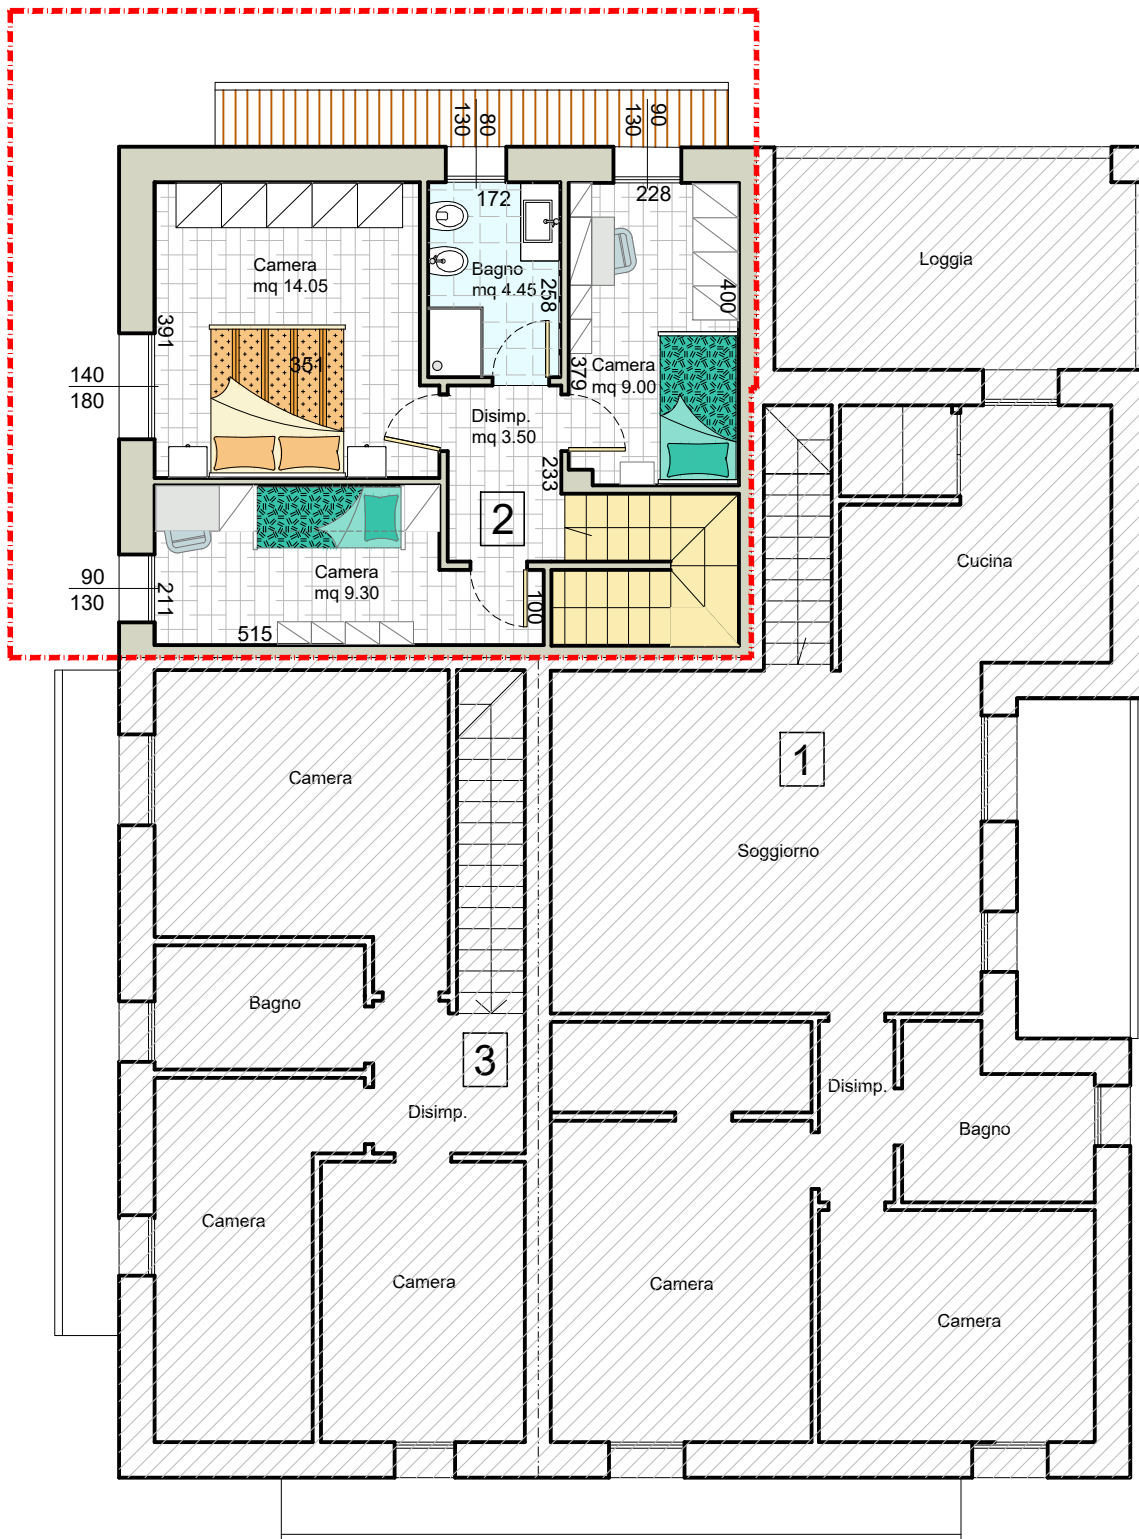 130
80
130
90
172
228
Camera
mq 14.05
Bagno
mq 4.45
258
400
Loggia
391
351
379
Camera
mq 9.00
140
180
Disimp.
mq 3.50
233
2
Camera
mq 9.30
90
130
211
100
515
Cucina
Camera
1
Soggiorno
Bagno
3
Disimp.
Disimp.
Bagno
Camera
Camera
Camera
Camera